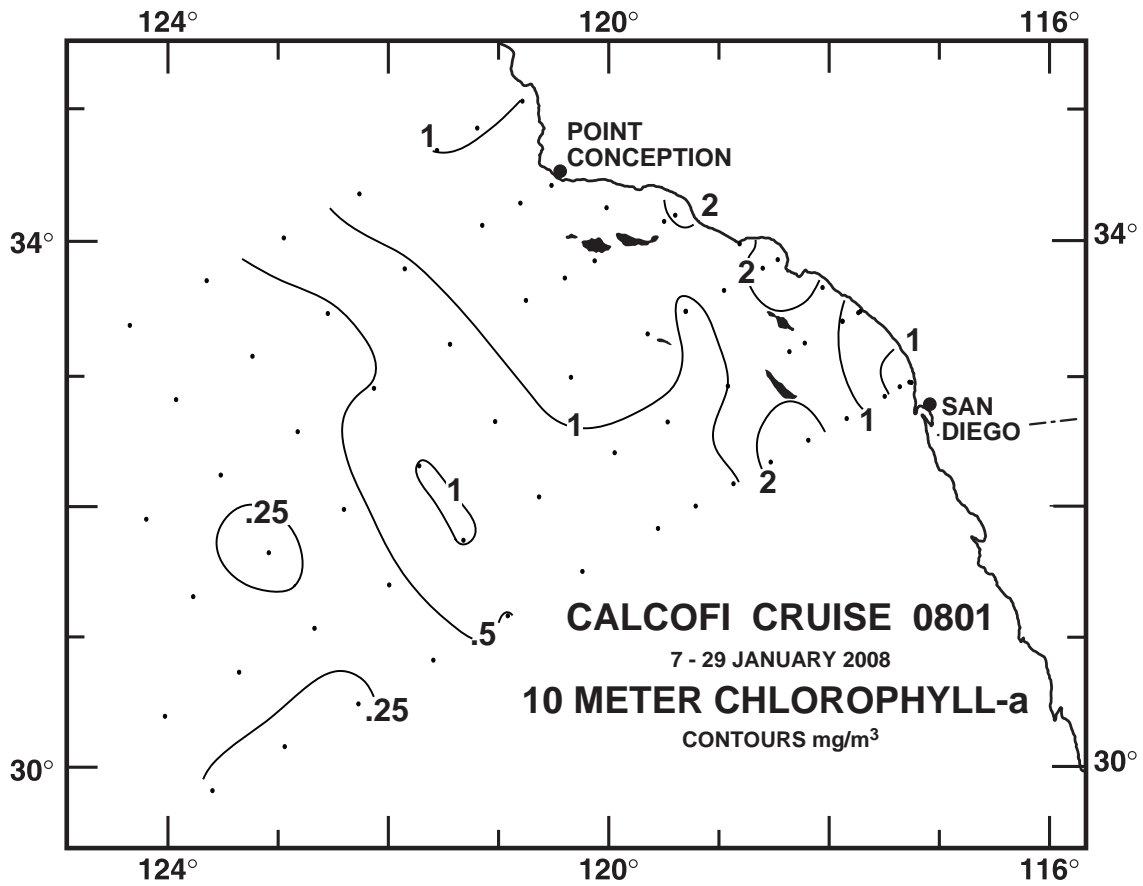 124° 120° 116°
POINT
CONCEPTION
1
2
34° 34°
2
1
1 1
SAN
DIEGO
2
1
.25
.5
CALCOFI CRUISE 0801
7 - 29 JANUARY 2008
10 METER CHLOROPHYLL-a
.25
CONTOURS mg/m³
30° 30°
124° 120° 116°